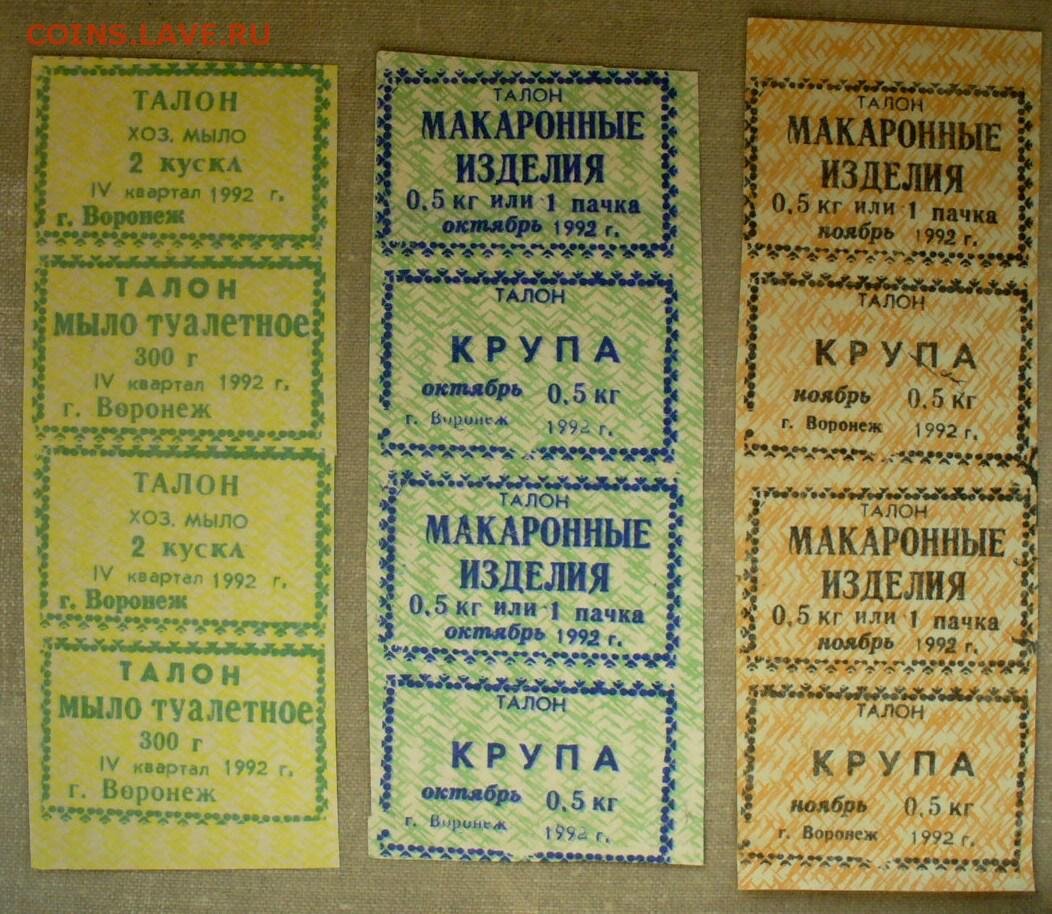 COINS.LAVE.RU
ТАЛОН
ХОЗ. МЫЛО
2 куска
IV квартал 1992 г.
г. Воронеж
ТАЛОН
МЫЛО ТУАЛЕТНОЕ
300 г
IV квартал 1992 г.
г. Воронеж
ТАЛОН
ХОЗ. МЫЛО
2 куска
IV квартал 1992 г.
г. Воронеж
ТАЛОН
МЫЛО ТУАЛЕТНОЕ
300 г
IV квартал 1992 г.
г. Воронеж
ТАЛОН
МАКАРОННЫЕ
ИЗДЕЛИЯ
0,5 кг или 1 пачка
октябрь 1992 г.
ТАЛОН
КРУПА
октябрь 0,5 кг
г. Воронеж 1992 г.
ТАЛОН
МАКАРОННЫЕ
ИЗДЕЛИЯ
0,5 кг или 1 пачка
октябрь 1992 г.
ТАЛОН
КРУПА
октябрь 0,5 кг
г. Воронеж 1992 г.
ТАЛОН
МАКАРОННЫЕ
ИЗДЕЛИЯ
0,5 кг или 1 пачка
ноябрь 1992 г.
ТАЛОН
КРУПА
ноябрь 0,5 кг
г. Воронеж 1992 г.
ТАЛОН
МАКАРОННЫЕ
ИЗДЕЛИЯ
0,5 кг или 1 пачка
ноябрь 1992 г.
ТАЛОН
КРУПА
ноябрь 0,5 кг
г. Воронеж 1992 г.